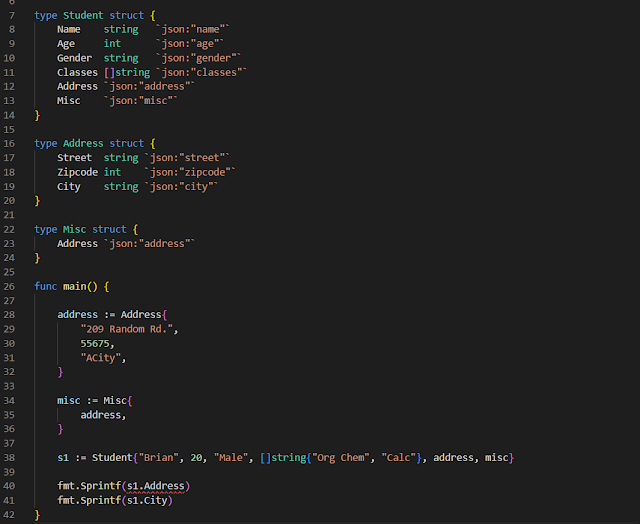 6
7 type Student struct {
8     Name    string   `json:"name"`
9     Age     int      `json:"age"`
10     Gender  string   `json:"gender"`
11     Classes []string `json:"classes"`
12     Address `json:"address"`
13     Misc    `json:"misc"`
14 }
15
16 type Address struct {
17     Street  string `json:"street"`
18     Zipcode int    `json:"zipcode"`
19     City    string `json:"city"`
20 }
21
22 type Misc struct {
23     Address `json:"address"`
24 }
25
26 func main() {
27
28     address := Address{
29         "209 Random Rd.",
30         55675,
31         "ACity",
32     }
33
34     misc := Misc{
35         address,
36     }
37
38     s1 := Student{"Brian", 20, "Male", []string{"Org Chem", "Calc"}, address, misc}
39
40     fmt.Sprintf(s1.Address)
41     fmt.Sprintf(s1.City)
42 }